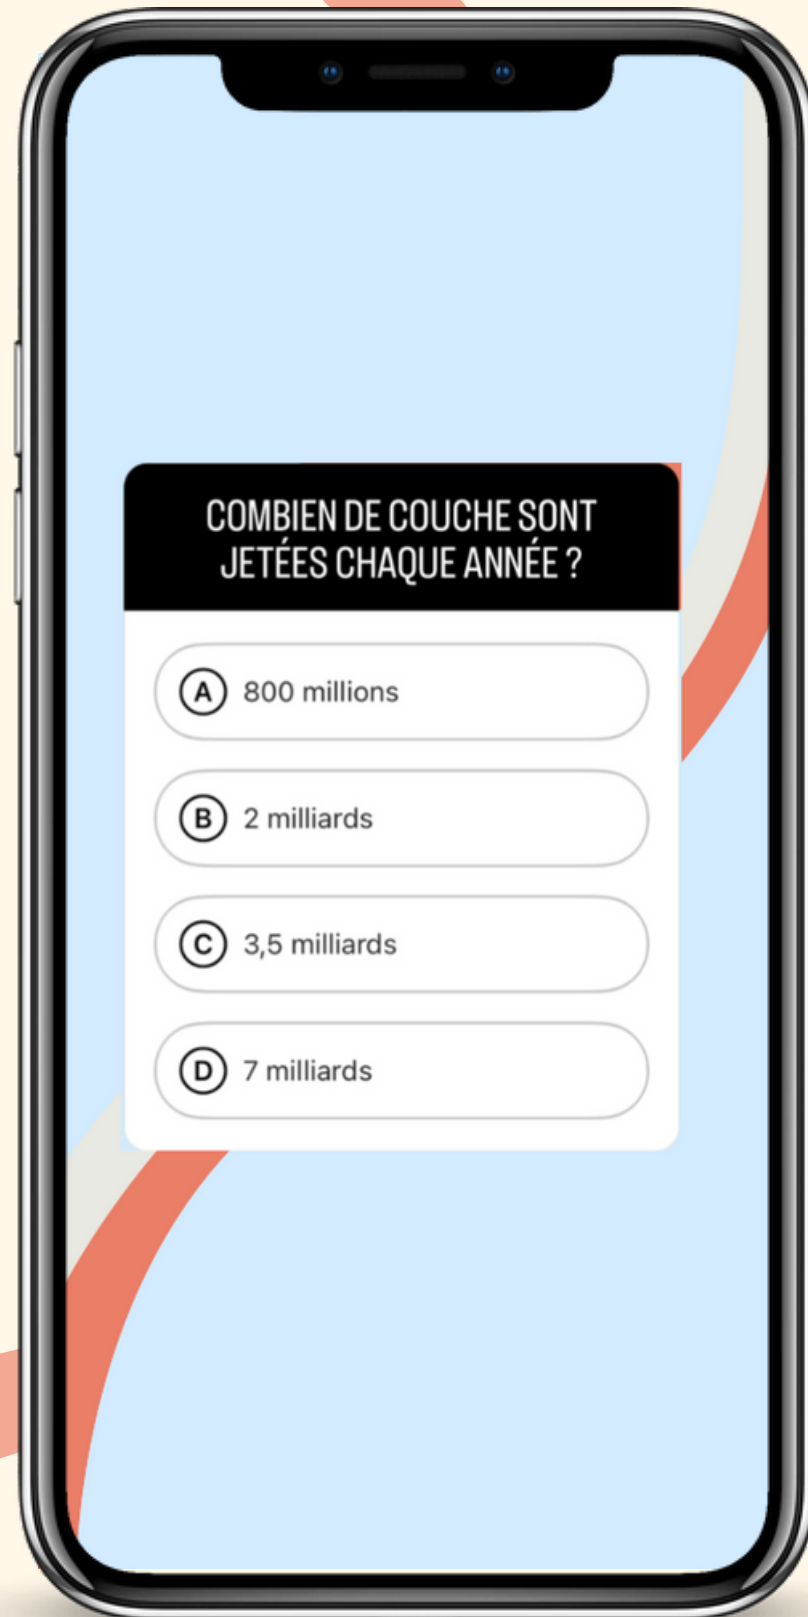 COMBIEN DE COUCHE SONT
JETÉES CHAQUE ANNÉE ?
A 800 millions
B 2 milliards
C 3,5 milliards
D 7 milliards